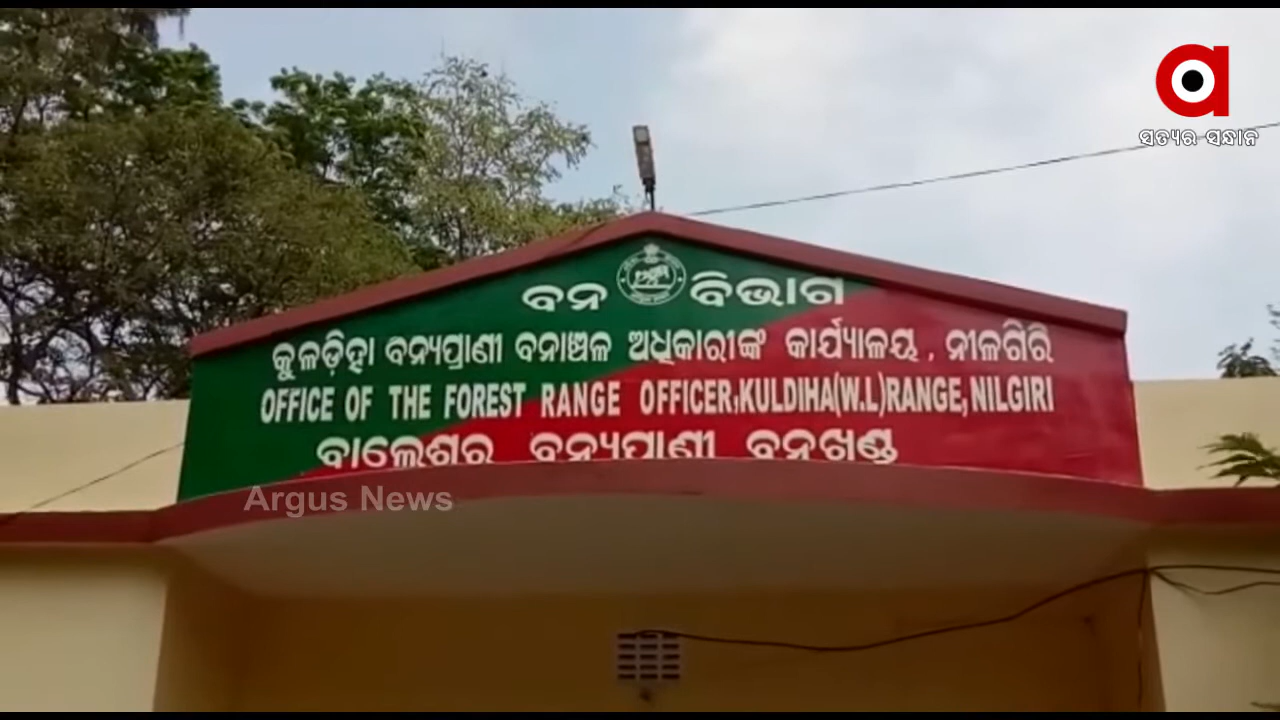 ସତ୍ୟର ସନ୍ଧାନ
ବନ ବିଭାଗ
କୁଳଡ଼ିହା ବନ୍ୟପ୍ରାଣୀ ବନାଞ୍ଚଳ ଅଧିକାରୀଙ୍କ କାର୍ଯ୍ୟାଳୟ , ନୀଳଗିରି
OFFICE OF THE FOREST RANGE OFFICER,KULDIHA(W.L)RANGE,NILGIRI
ବାଲେଶ୍ୱର ବନ୍ୟପ୍ରାଣୀ ବନଖଣ୍ଡ
Argus News